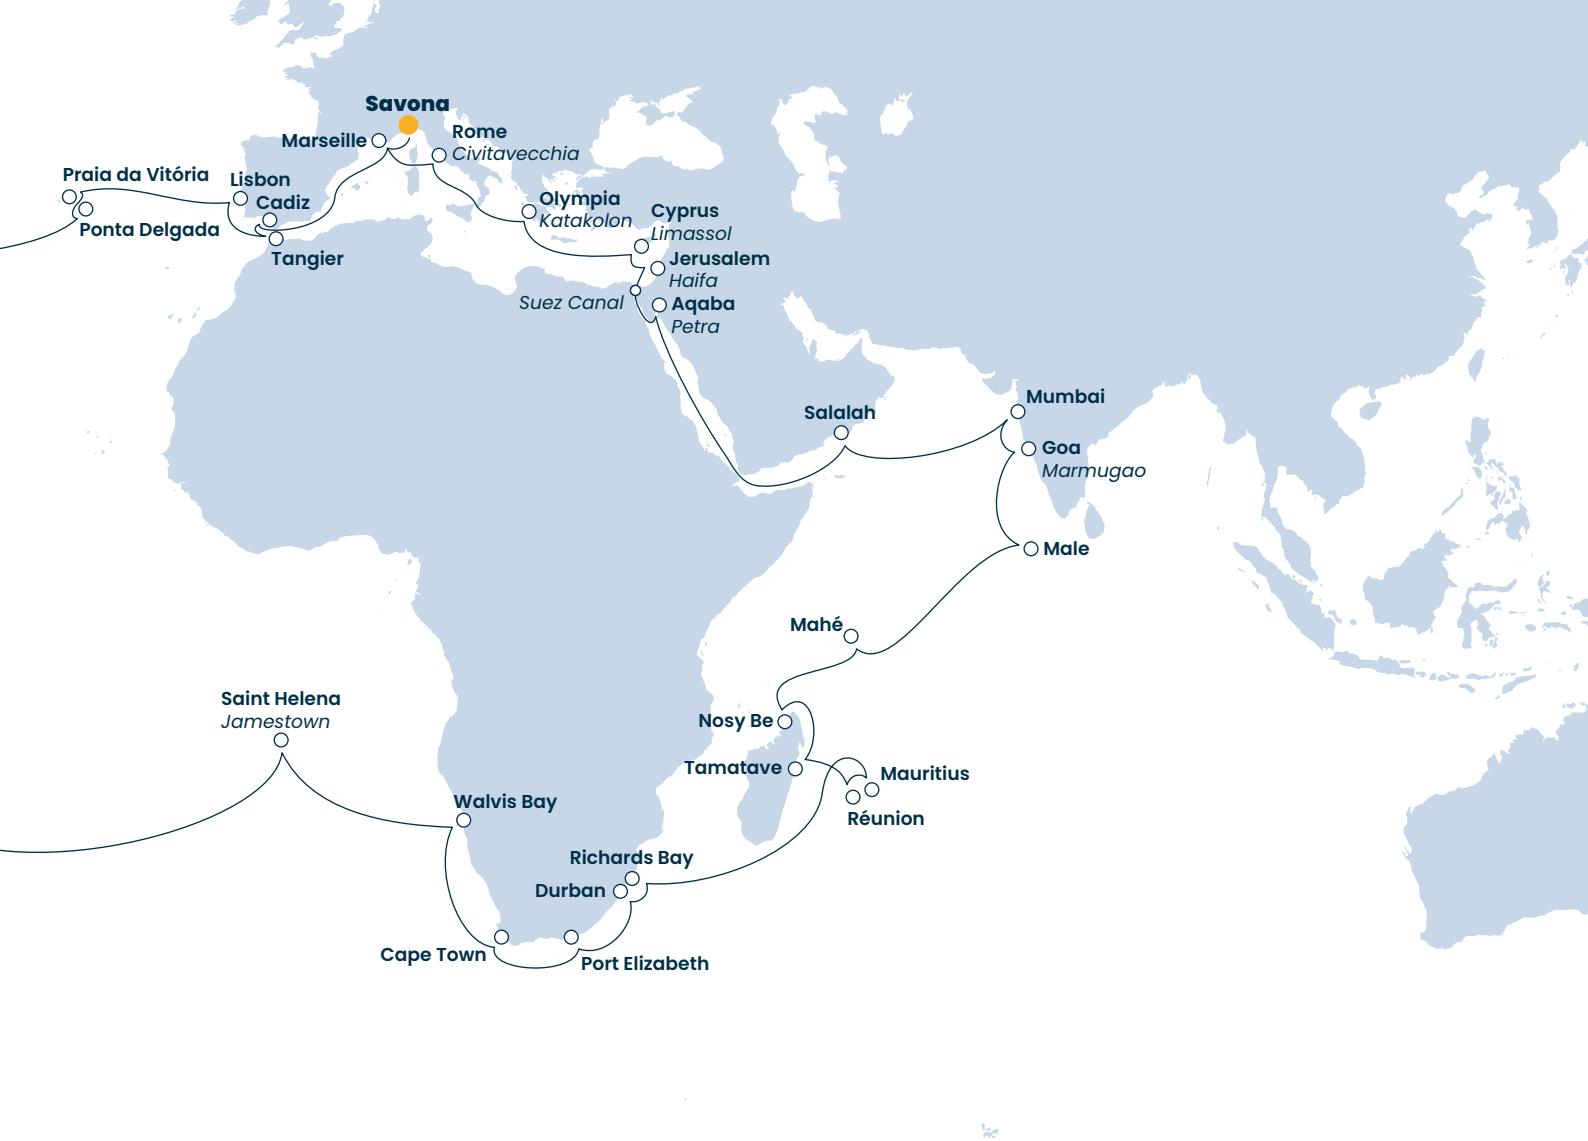 Savona
Marseille
Rome
Civitavecchia
Praia da Vitória
Lisbon
Cadiz
Ponta Delgada
Tangier
Olympia
Katakolon
Cyprus
Limassol
Jerusalem
Haifa
Suez Canal
Aqaba
Petra
Salalah
Mumbai
Goa
Marmugao
Male
Mahé
Saint Helena
Jamestown
Nosy Be
Tamatave
Mauritius
Réunion
Walvis Bay
Richards Bay
Durban
Cape Town
Port Elizabeth